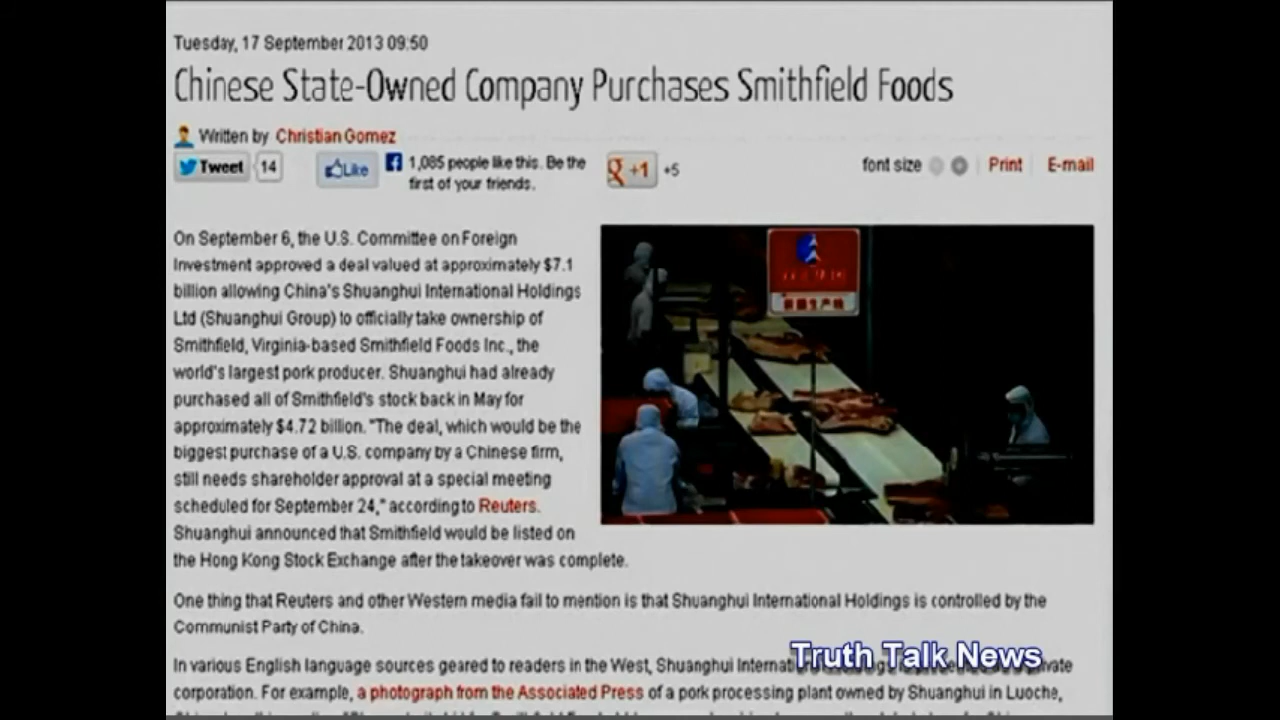 Tuesday, 17 September 2013 09:50
Chinese State-Owned Company Purchases Smithfield Foods
Written by Christian Gomez
Tweet 14
Like
1,085 people like this. Be the
first of your friends.
g +1 +5
font size
Print
E-mail
On September 6, the U.S. Committee on Foreign
Investment approved a deal valued at approximately $7.1
billion allowing China's Shuanghui International Holdings
Ltd (Shuanghui Group) to officially take ownership of
Smithfield, Virginia-based Smithfield Foods Inc., the
world's largest pork producer. Shuanghui had already
purchased all of Smithfield's stock back in May for
approximately $4.72 billion. "The deal, which would be the
biggest purchase of a U.S. company by a Chinese firm,
still needs shareholder approval at a special meeting
scheduled for September 24," according to Reuters.
Shuanghui announced that Smithfield would be listed on
the Hong Kong Stock Exchange after the takeover was complete.
One thing that Reuters and other Western media fail to mention is that Shuanghui International Holdings is controlled by the
Communist Party of China.
In various English language sources geared to readers in the West, Shuanghui
Truth Talk News
corporation. For example, a photograph from the Associated Press of a pork processing plant owned by Shuanghui in Luoche,